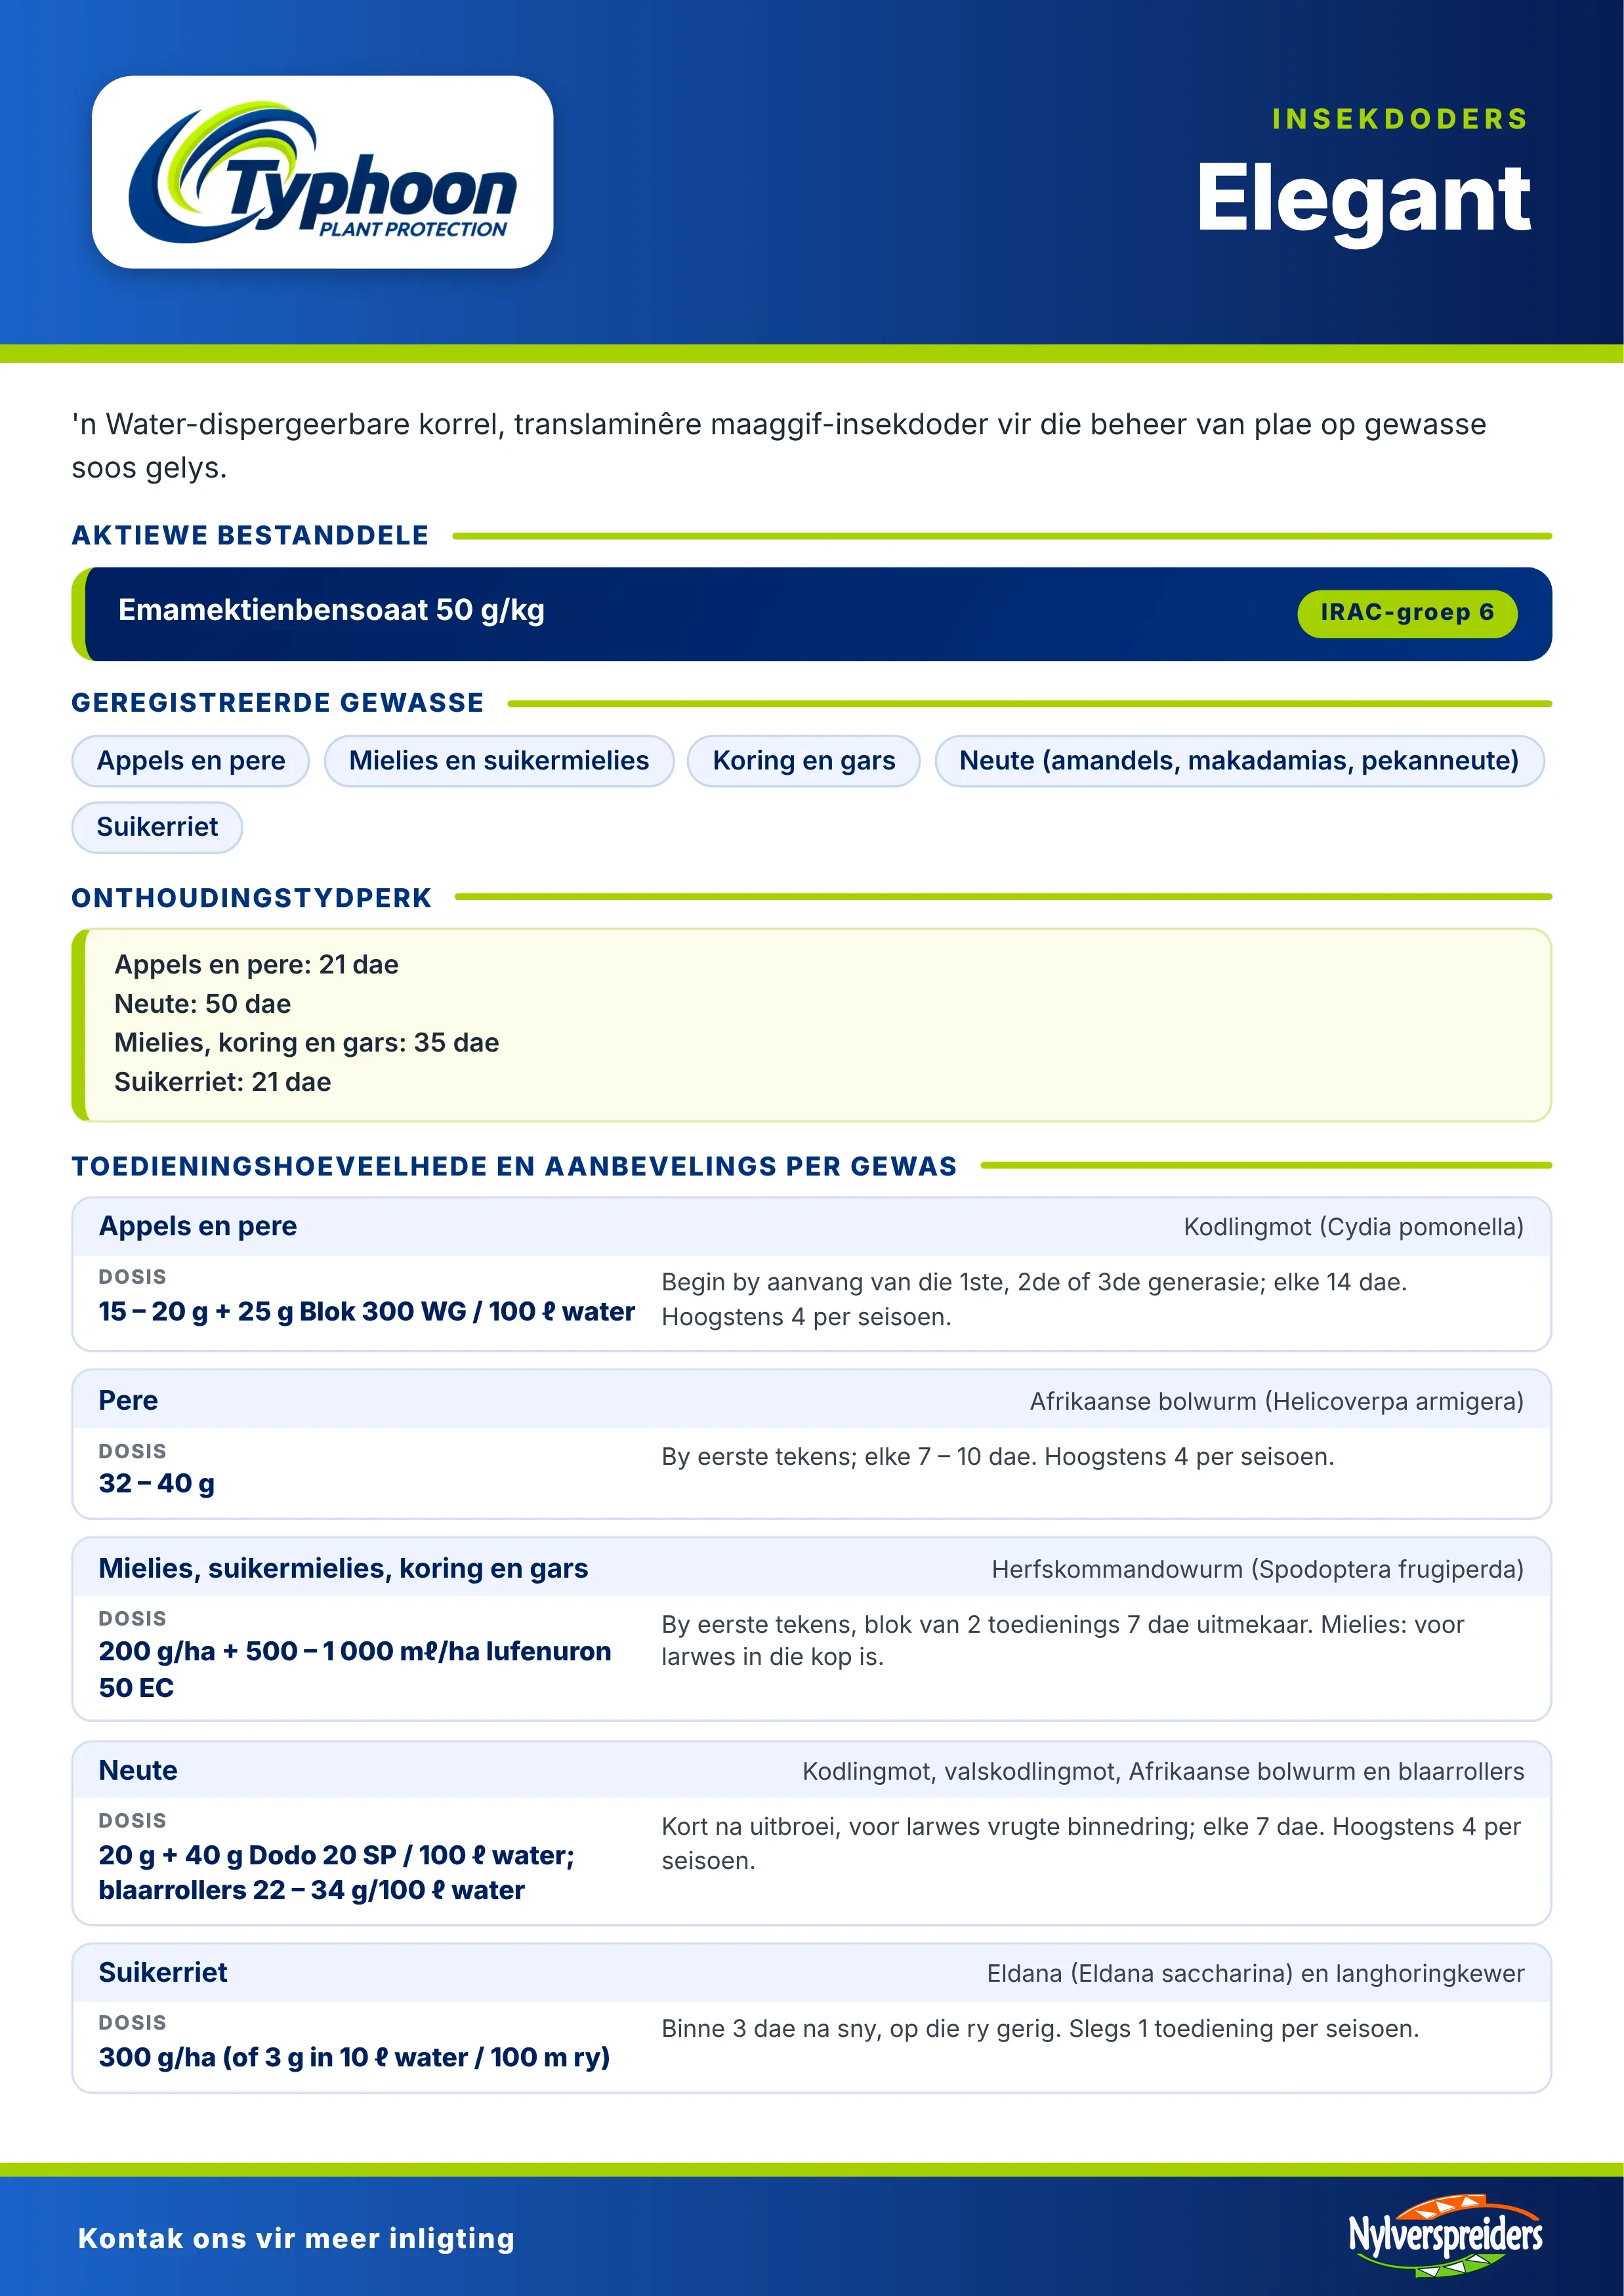 Typhoon
PLANT PROTECTION
INSEKDODERS
Elegant
'n Water-dispergeerbare korrel, translaminêre maaggif-insekdoder vir die beheer van plae op gewasse
soos gelys.
AKTIEWE BESTANDDELE
Emamektienbensoaat 50 g/kg
IRAC-groep 6
GEREGISTREERDE GEWASSE
Appels en pere
Mielies en suikermielies
Koring en gars
Neute (amandels, makadamias, pekanneute)
Suikerriet
ONTHOUDINGSTYDPERK
Appels en pere: 21 dae
Neute: 50 dae
Mielies, koring en gars: 35 dae
Suikerriet: 21 dae
TOEDIENINGSHOEVEELHEDE EN AANBEVELINGS PER GEWAS
Appels en pere
Kodlingmot (Cydia pomonella)
DOSIS
15 – 20 g + 25 g Blok 300 WG / 100 ℓ water
Begin by aanvang van die 1ste, 2de of 3de generasie; elke 14 dae.
Hoogstens 4 per seisoen.
Pere
Afrikaanse bolwurm (Helicoverpa armigera)
DOSIS
32 – 40 g
By eerste tekens; elke 7 – 10 dae. Hoogstens 4 per seisoen.
Mielies, suikermielies, koring en gars
Herfskommandowurm (Spodoptera frugiperda)
DOSIS
200 g/ha + 500 – 1 000 mℓ/ha lufenuron
50 EC
By eerste tekens, blok van 2 toedienings 7 dae uitmekaar. Mielies: voor
larwes in die kop is.
Neute
Kodlingmot, valskodlingmot, Afrikaanse bolwurm en blaarrollers
DOSIS
20 g + 40 g Dodo 20 SP / 100 ℓ water;
blaarrollers 22 – 34 g/100 ℓ water
Kort na uitbroei, voor larwes vrugte binnedring; elke 7 dae. Hoogstens 4 per
seisoen.
Suikerriet
Eldana (Eldana saccharina) en langhoringkewer
DOSIS
300 g/ha (of 3 g in 10 ℓ water / 100 m ry)
Binne 3 dae na sny, op die ry gerig. Slegs 1 toediening per seisoen.
Kontak ons vir meer inligting
Nylverspreiders